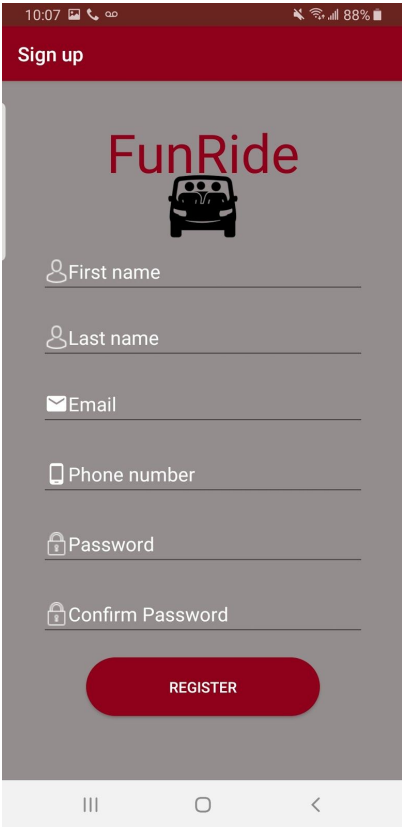 10:07 88%
Sign up
FunRide
First name
Last name
Email
Phone number
Password
Confirm Password
REGISTER